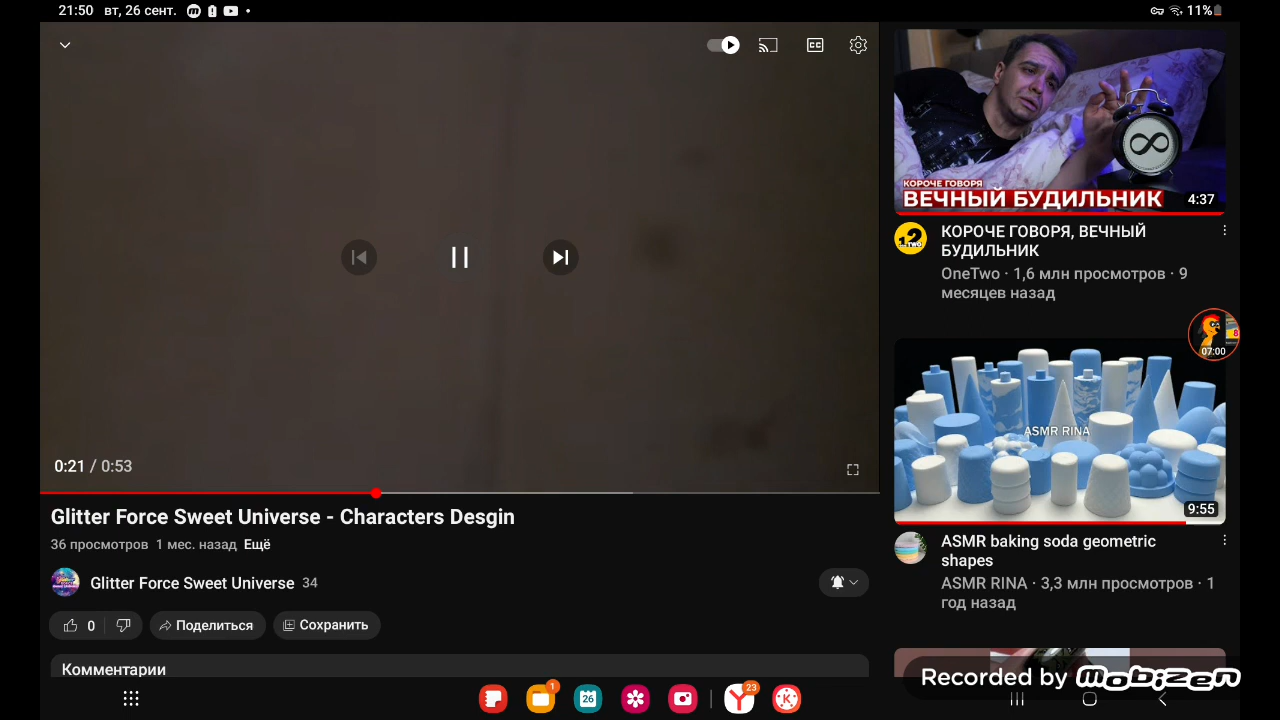 21:50 вт, 26 сент.
11%
CC
0:21 / 0:53
Glitter Force Sweet Universe - Characters Desgin
36 просмотров 1 мес. назад Ещё
Glitter Force Sweet Universe 34
0
Поделиться
Сохранить
Комментарии
КОРОЧЕ ГОВОРЯ
ВЕЧНЫЙ БУДИЛЬНИК
4:37
КОРОЧЕ ГОВОРЯ, ВЕЧНЫЙ
БУДИЛЬНИК
OneTwo · 1,6 млн просмотров · 9
месяцев назад
07:00
ASMR RINA
9:55
ASMR baking soda geometric
shapes
ASMR RINA · 3,3 млн просмотров · 1
год назад
Recorded by mobizen
1
26
23